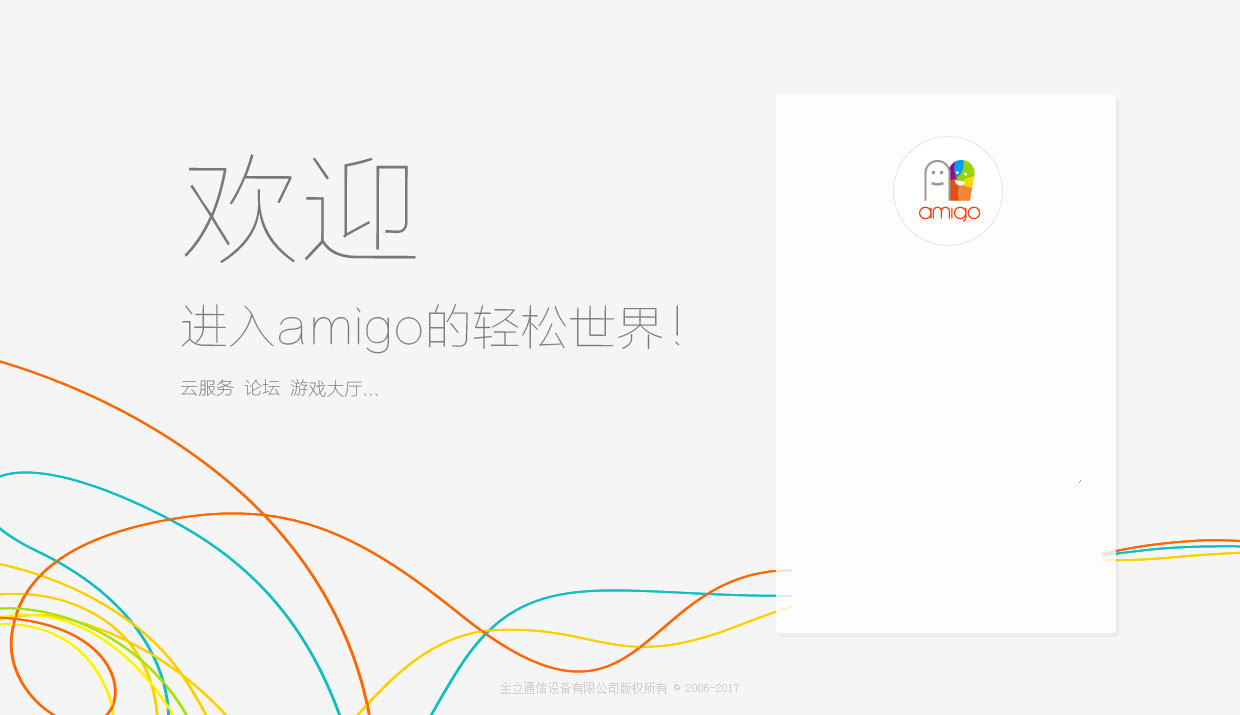 欢迎
进入amigo的轻松世界！
云服务 论坛 游戏大厅...
amigo
金立通信设备有限公司版权所有 © 2006-2017